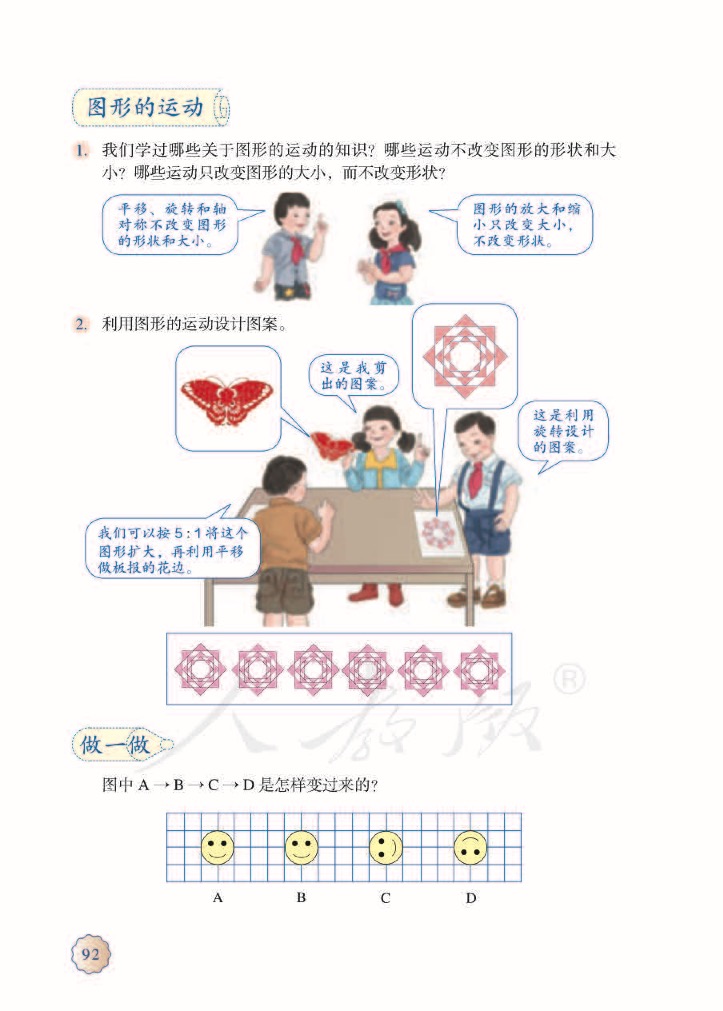 图形的运动
1. 我们学过哪些关于图形的运动的知识？哪些运动不改变图形的形状和大
小？哪些运动只改变图形的大小，而不改变形状？
平移、旋转和轴
对称不改变图形
的形状和大小。
图形的放大和缩
小只改变大小，
不改变形状。
2. 利用图形的运动设计图案。
这是我剪
出的图案。
这是利用
旋转设计
的图案。
我们可以按5:1将这个
图形扩大，再利用平移
做板报的花边。
人教版®
做一做
图中 A→B→C→D 是怎样变过来的？
A B C D
92